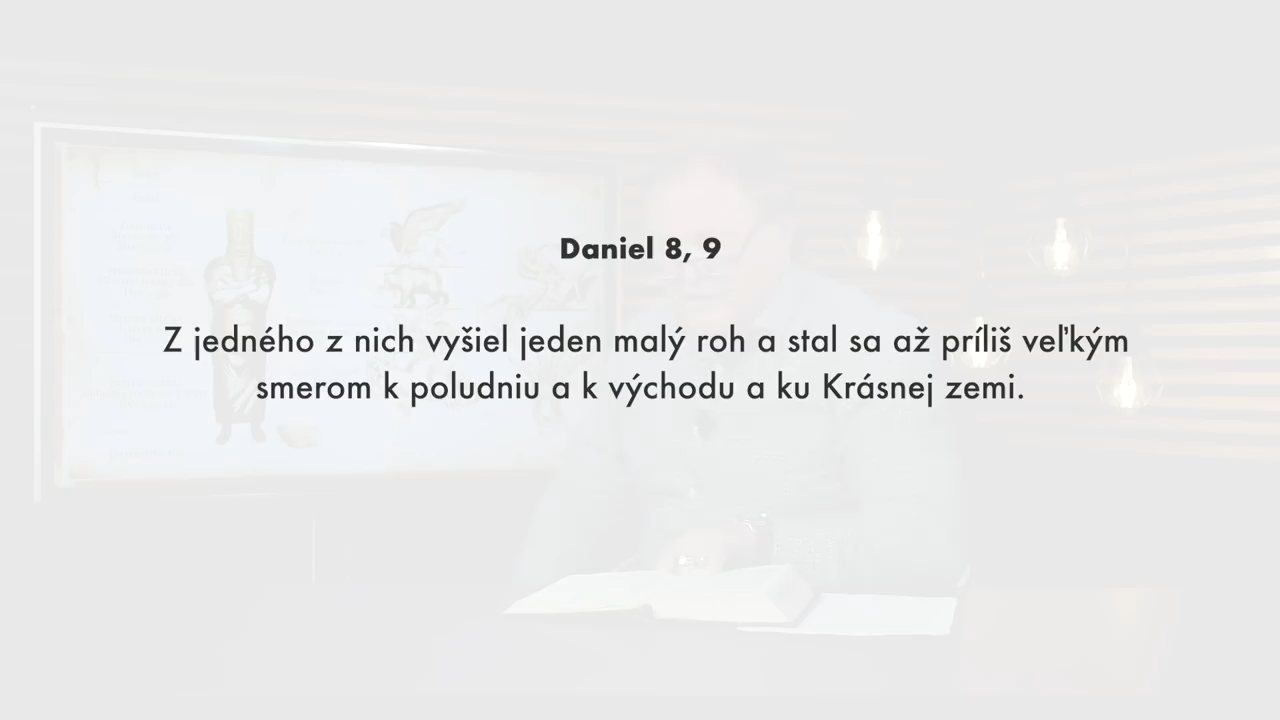 Daniel 8, 9
Z jedného z nich vyšiel jeden malý roh a stal sa až príliš veľkým
smerom k poludniu a k východu a ku Krásnej zemi.